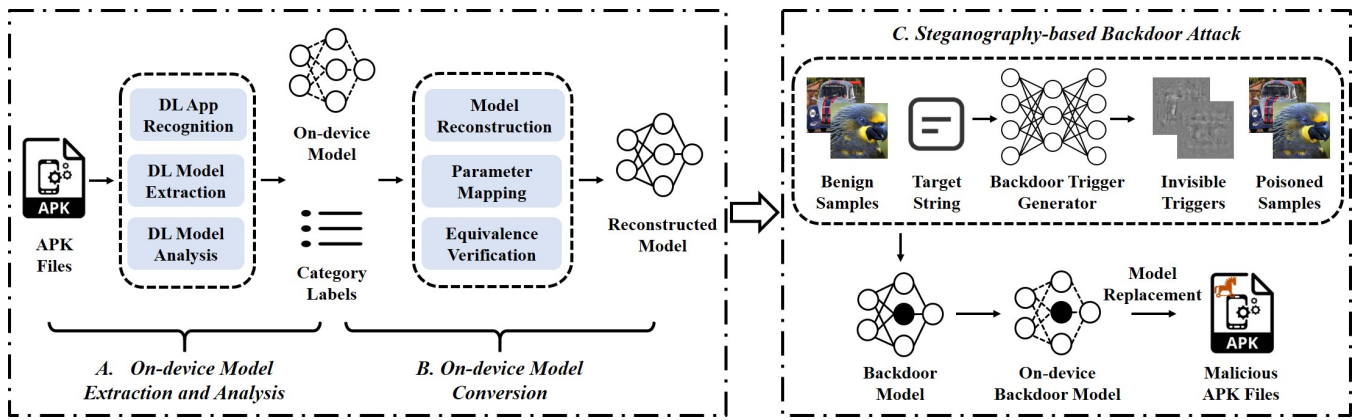 APK
APK
Files
DL App
Recognition
DL Model
Extraction
DL Model
Analysis
On-device
Model
Category
Labels
Model
Reconstruction
Parameter
Mapping
Equivalence
Verification
Reconstructed
Model
A. On-device Model
Extraction and Analysis
B. On-device Model
Conversion
C. Steganography-based Backdoor Attack
Benign
Samples
Target
String
Backdoor Trigger
Generator
Invisible
Triggers
Poisoned
Samples
Backdoor
Model
On-device
Backdoor Model
Model
Replacement
APK
Malicious
APK Files